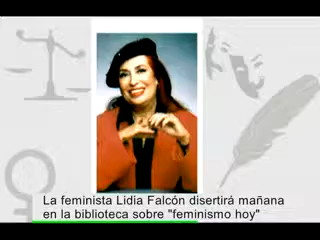 La feminista Lidia Falcón disertirá mañana
en la biblioteca sobre "feminismo hoy"